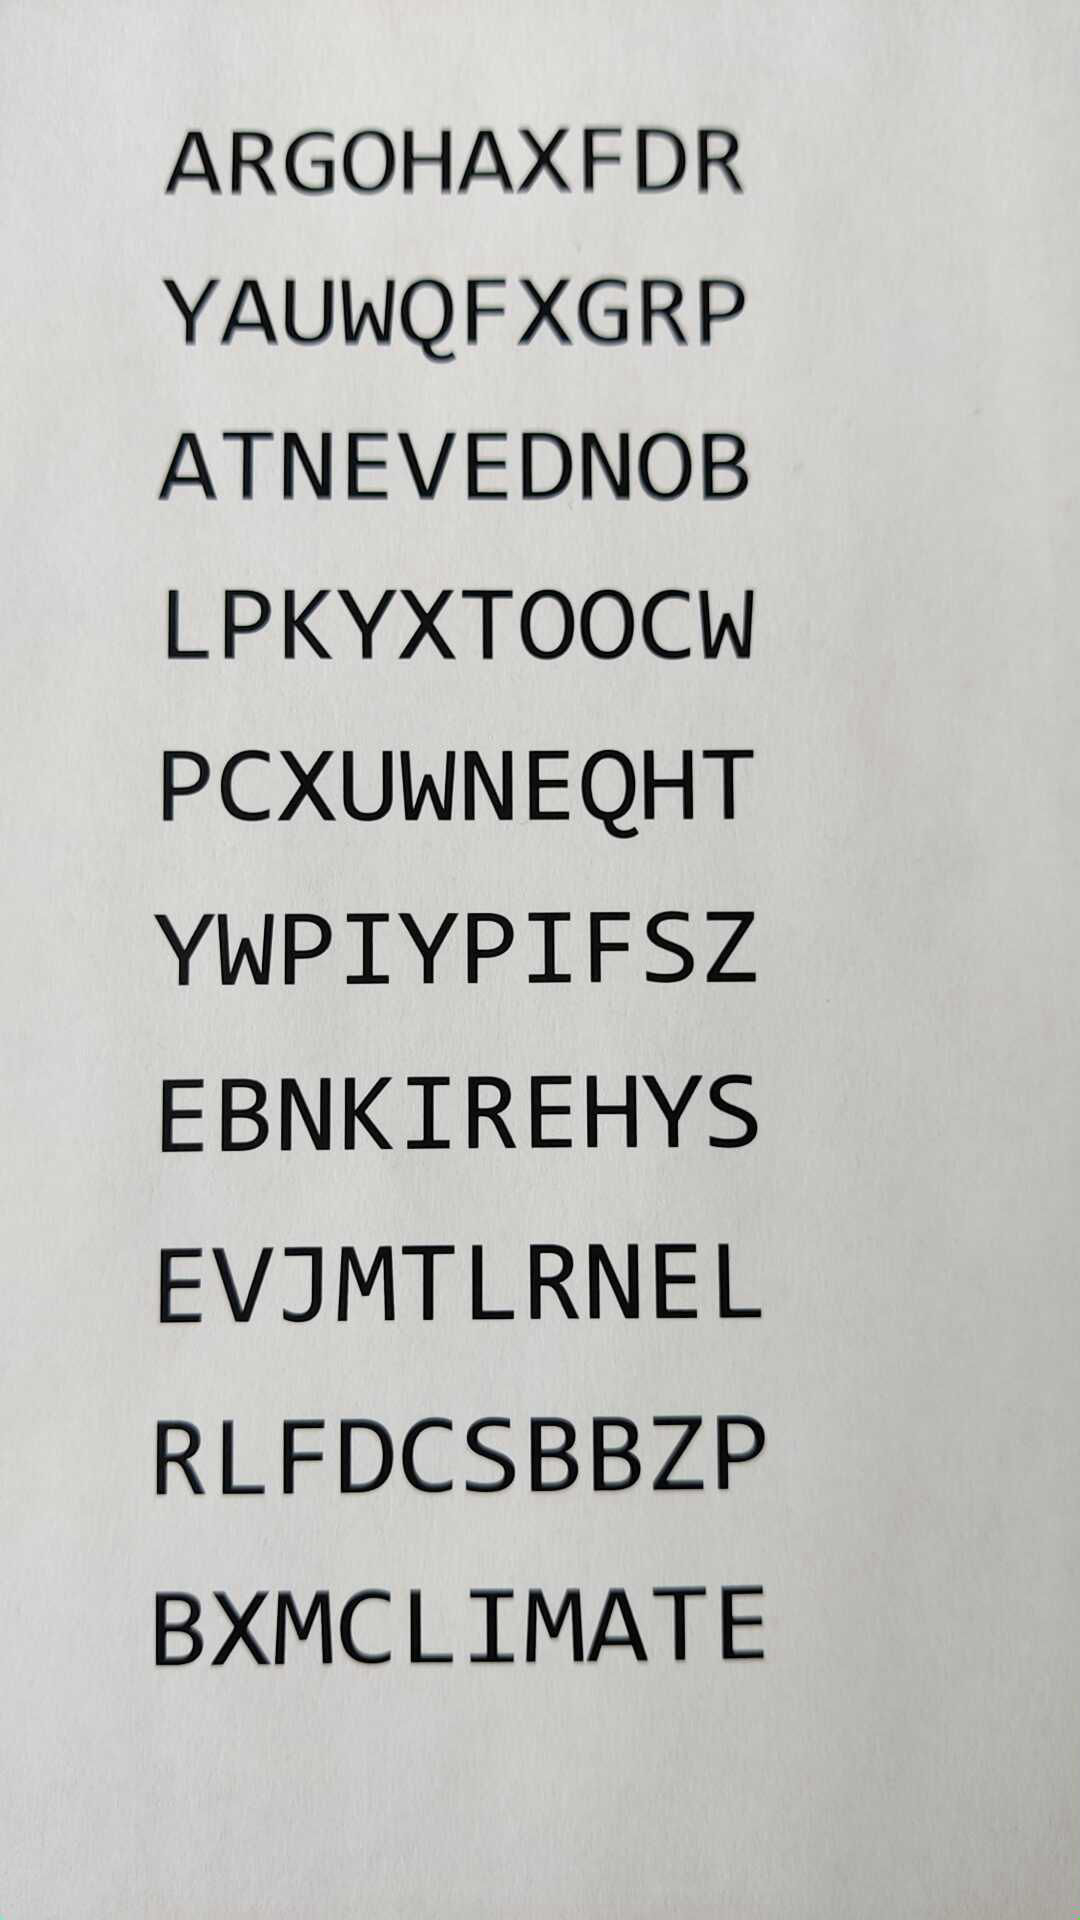 ARGOHAXFDR
YAUWQFXGRP
ATNEVEDNOB
LPKYXTOOCW
PCXUWNEQHT
YWPIYPIFSZ
EBNKIREHYS
EVJMTLRNEL
RLFDCSBBZP
BXMCLIMATE